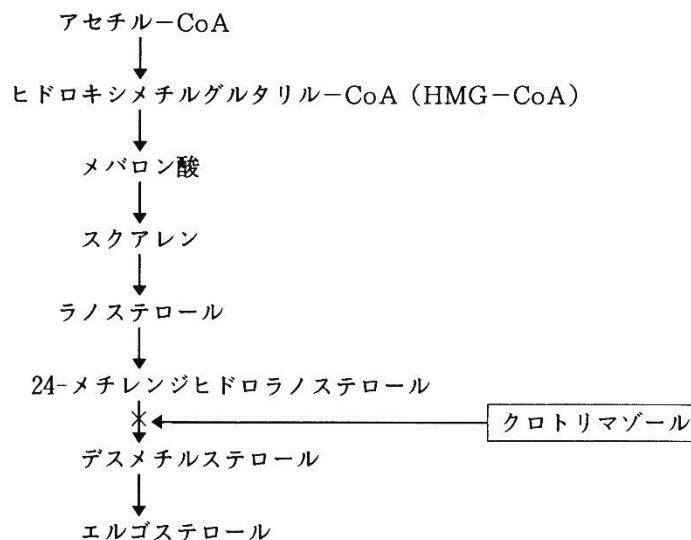 アセチル－CoA
ヒドロキシメチルグルタリル－CoA（HMG－CoA）
メバロン酸
スクアレン
ラノステロール
24-メチレンジヒドロラノステロール
クロトリマゾール
デスメチルステロール
エルゴステロール